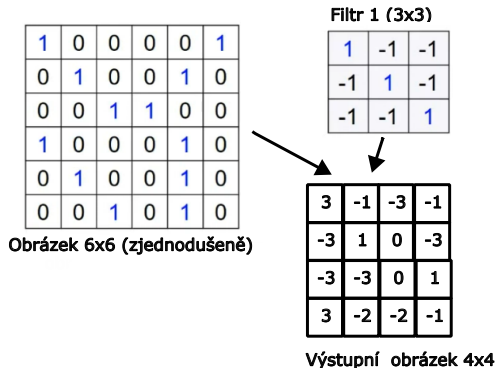 Filtr 1 (3x3)
1 0 0 0 0 1
0 1 0 0 1 0
0 0 1 1 0 0
1 0 0 0 1 0
0 1 0 0 1 0
0 0 1 0 1 0
Obrázek 6x6 (zjednodušeně)
1 -1 -1
-1 1 -1
-1 -1 1
3 -1 -3 -1
-3 1 0 -3
-3 -3 0 1
3 -2 -2 -1
Výstupní obrázek 4x4